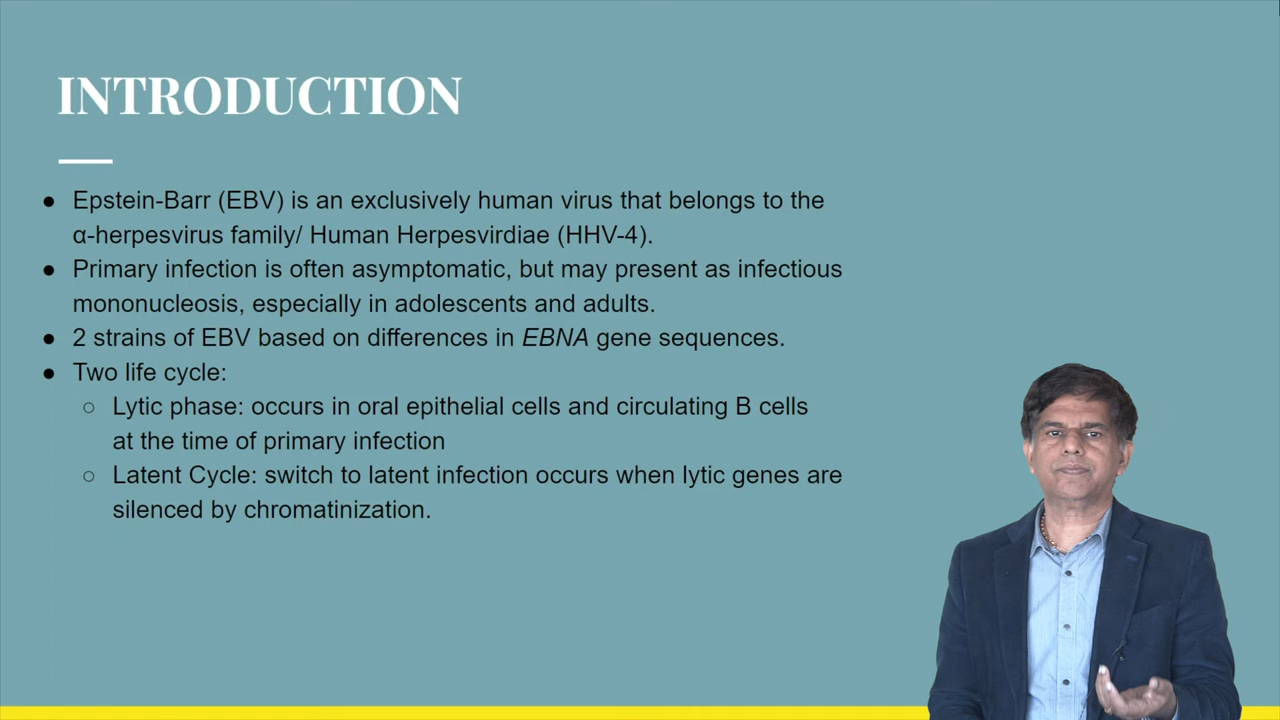 INTRODUCTION
● Epstein-Barr (EBV) is an exclusively human virus that belongs to the
α-herpesvirus family/ Human Herpesvirdiae (HHV-4).
● Primary infection is often asymptomatic, but may present as infectious
mononucleosis, especially in adolescents and adults.
● 2 strains of EBV based on differences in EBNA gene sequences.
● Two life cycle:
○ Lytic phase: occurs in oral epithelial cells and circulating B cells
at the time of primary infection
○ Latent Cycle: switch to latent infection occurs when lytic genes are
silenced by chromatinization.